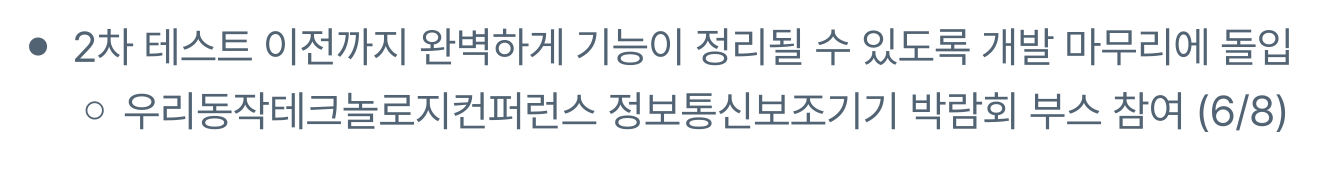 ● 2차 테스트 이전까지 완벽하게 기능이 정리될 수 있도록 개발 마무리에 돌입
○ 우리동작테크놀로지컨퍼런스 정보통신보조기기 박람회 부스 참여 (6/8)